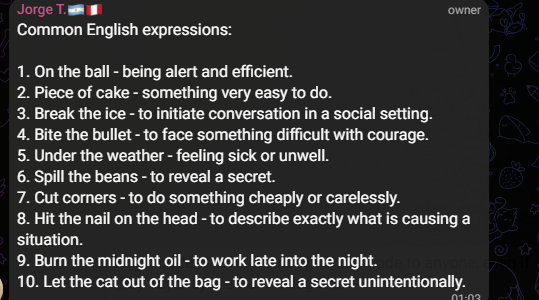 Jorge T.🇦🇷🇵🇪 owner
Common English expressions:
1. On the ball - being alert and efficient.
2. Piece of cake - something very easy to do.
3. Break the ice - to initiate conversation in a social setting.
4. Bite the bullet - to face something difficult with courage.
5. Under the weather - feeling sick or unwell.
6. Spill the beans - to reveal a secret.
7. Cut corners - to do something cheaply or carelessly.
8. Hit the nail on the head - to describe exactly what is causing a
situation.
9. Burn the midnight oil - to work late into the night.
10. Let the cat out of the bag - to reveal a secret unintentionally.
01:03